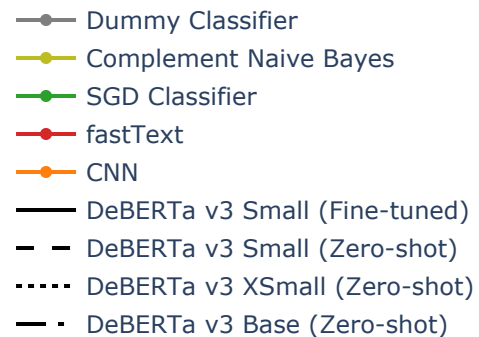 Dummy Classifier
Complement Naive Bayes
SGD Classifier
fastText
CNN
DeBERTa v3 Small (Fine-tuned)
DeBERTa v3 Small (Zero-shot)
DeBERTa v3 XSmall (Zero-shot)
DeBERTa v3 Base (Zero-shot)